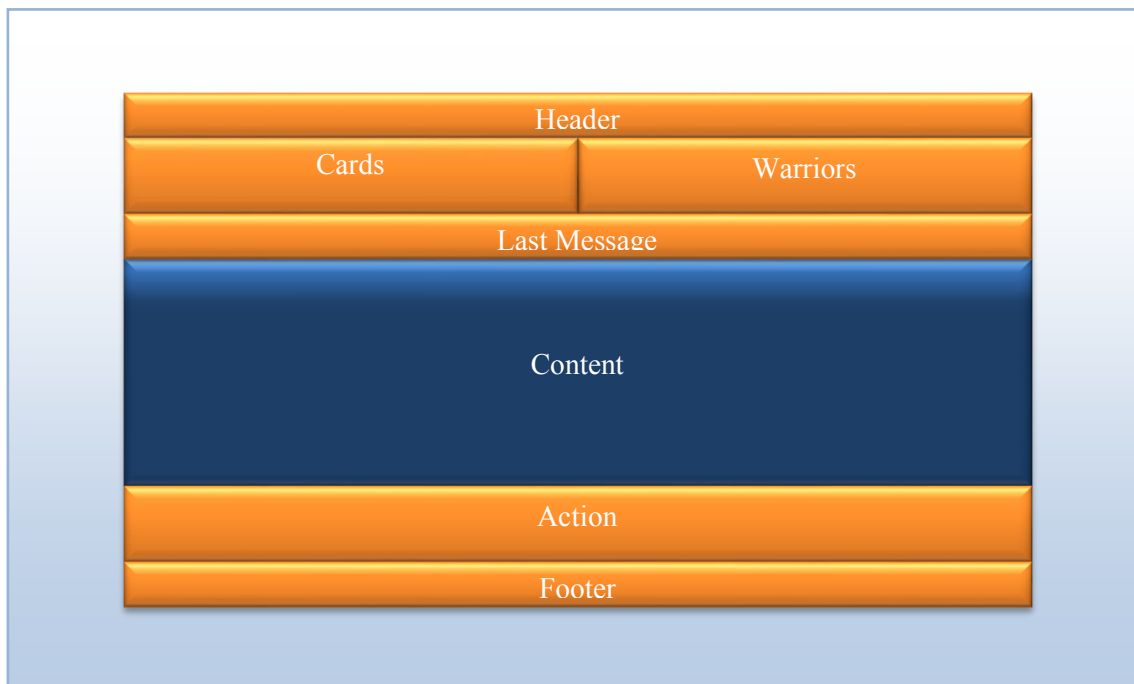 Header
Cards
Warriors
Last Message
Content
Action
Footer